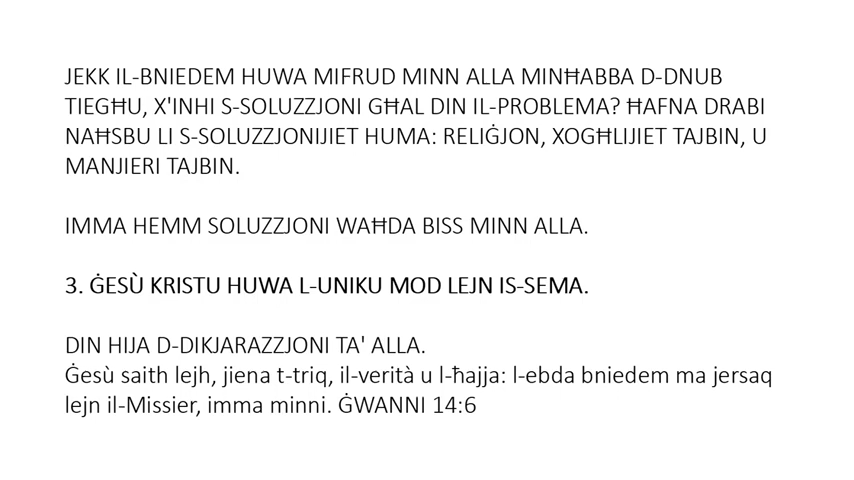 JEKK IL-BNIEDEM HUWA MIFRUD MINN ALLA MINĦABBA D-DNUB
TIEGĦU, X'INHI S-SOLUZZJONI GĦAL DIN IL-PROBLEMA? ĦAFNA DRABI
NAĦSBU LI S-SOLUZZJONIJIET HUMA: RELIĠJON, XOGĦLIJIET TAJBIN, U
MANJIERI TAJBIN.
IMMA HEMM SOLUZZJONI WAĦDA BISS MINN ALLA.
3. ĠESÙ KRISTU HUWA L-UNIKU MOD LEJN IS-SEMA.
DIN HIJA D-DIKJARAZZJONI TA' ALLA.
Ġesù saith lejh, jiena t-triq, il-verità u l-ħajja: l-ebda bniedem ma jersaq
lejn il-Missier, imma minni. ĠWANNI 14:6